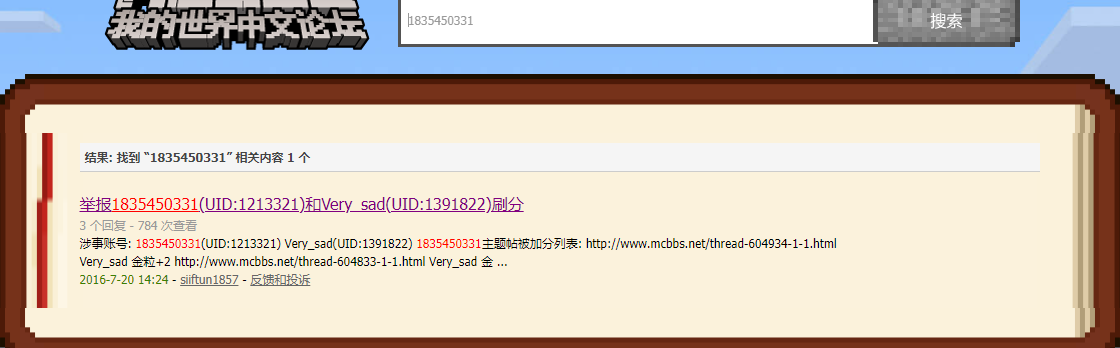 我的世界中文论坛
1835450331
搜索
结果: 找到 “1835450331” 相关内容 1 个
举报1835450331(UID:1213321)和Very_sad(UID:1391822)刷分
3 个回复 - 784 次查看
涉事账号: 1835450331(UID:1213321) Very_sad(UID:1391822) 1835450331主题帖被加分列表: http://www.mcbbs.net/thread-604934-1-1.html
Very_sad 金粒+2 http://www.mcbbs.net/thread-604833-1-1.html Very_sad 金 ...
2016-7-20 14:24 - siiftun1857 - 反馈和投诉